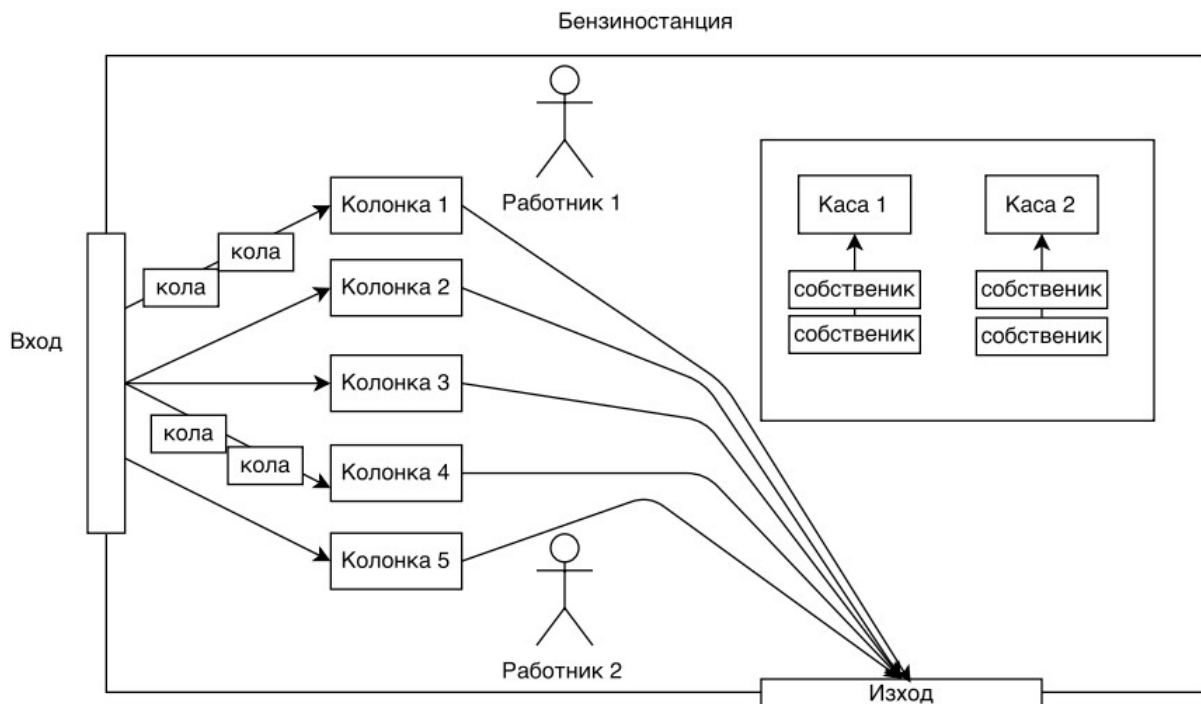 Бензиностанция
Работник 1
Колонка 1
Каса 1
Каса 2
кола
кола
Колонка 2
собственик
собственик
собственик
собственик
Вход
Колонка 3
кола
кола
Колонка 4
Колонка 5
Работник 2
Изход